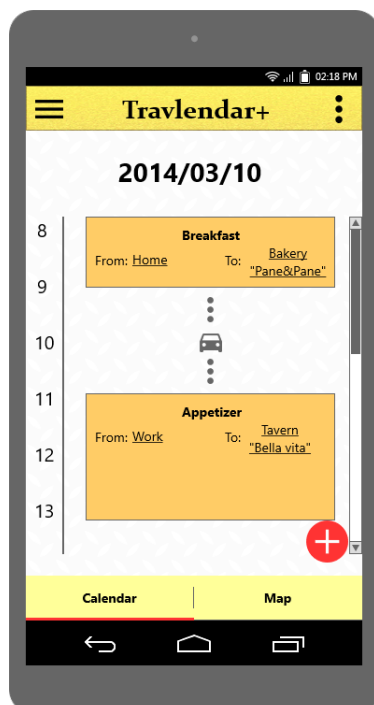 02:18 PM
Travlendar+
2014/03/10
8
Breakfast
From: Home To: Bakery
"Pane&Pane"
9
10
11
Appetizer
From: Work To: Tavern
"Bella vita"
12
13
Calendar Map